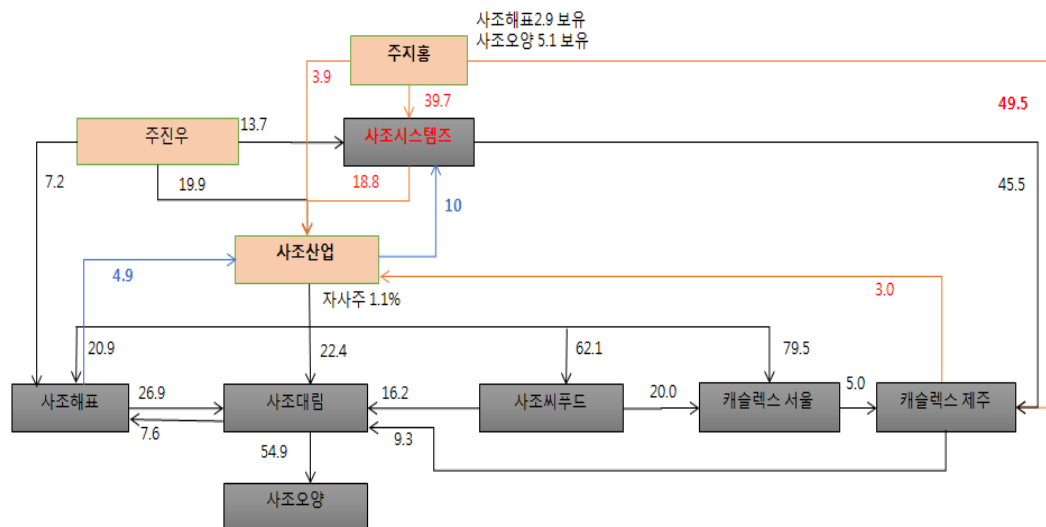 사조해표2.9 보유
사조오양 5.1 보유
주지홍
3.9
39.7
49.5
주진우
13.7
사조시스템즈
7.2
19.9
18.8
10
45.5
사조산업
4.9
자사주 1.1%
3.0
20.9
22.4
62.1
79.5
사조해표
26.9
사조대림
16.2
사조씨푸드
20.0
캐슬렉스 서울
5.0
캐슬렉스 제주
7.6
54.9
9.3
사조오양